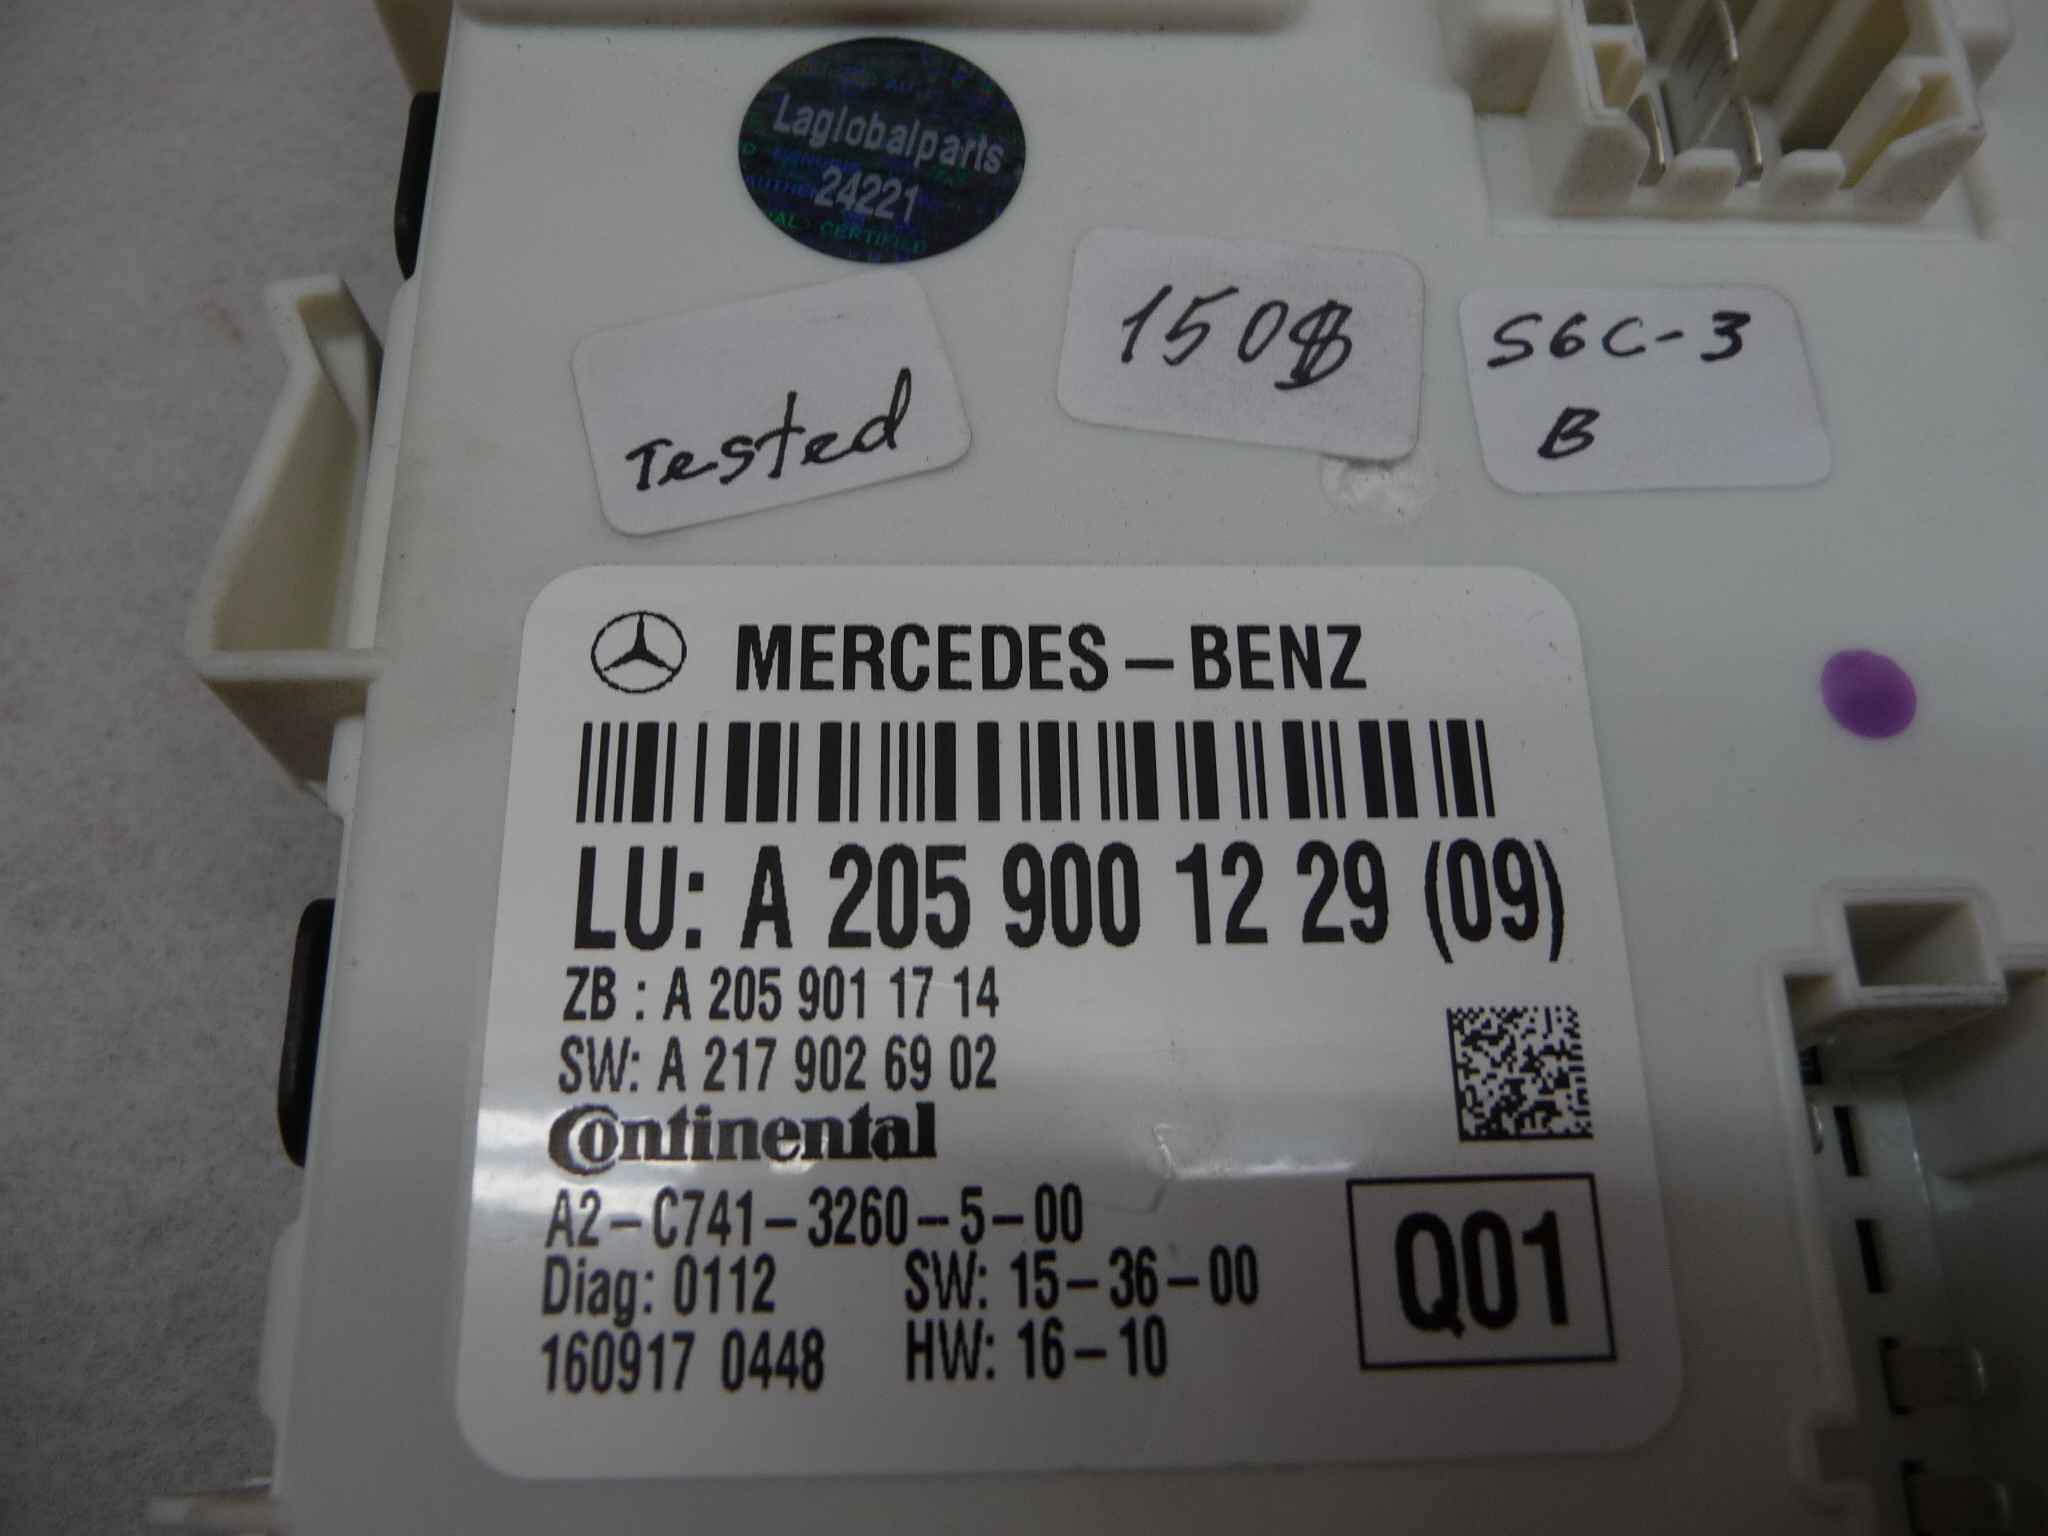 Laglobalparts
24221
GENUINE
CERTIFIED
Tested
150$
S6C-3
B
MERCEDES-BENZ
LU: A 205 900 12 29 (09)
ZB : A 205 901 17 14
SW: A 217 902 69 02
Continental
A2-C741-3260-5-00
Diag: 0112 SW: 15-36-00
160917 0448 HW: 16-10
Q01